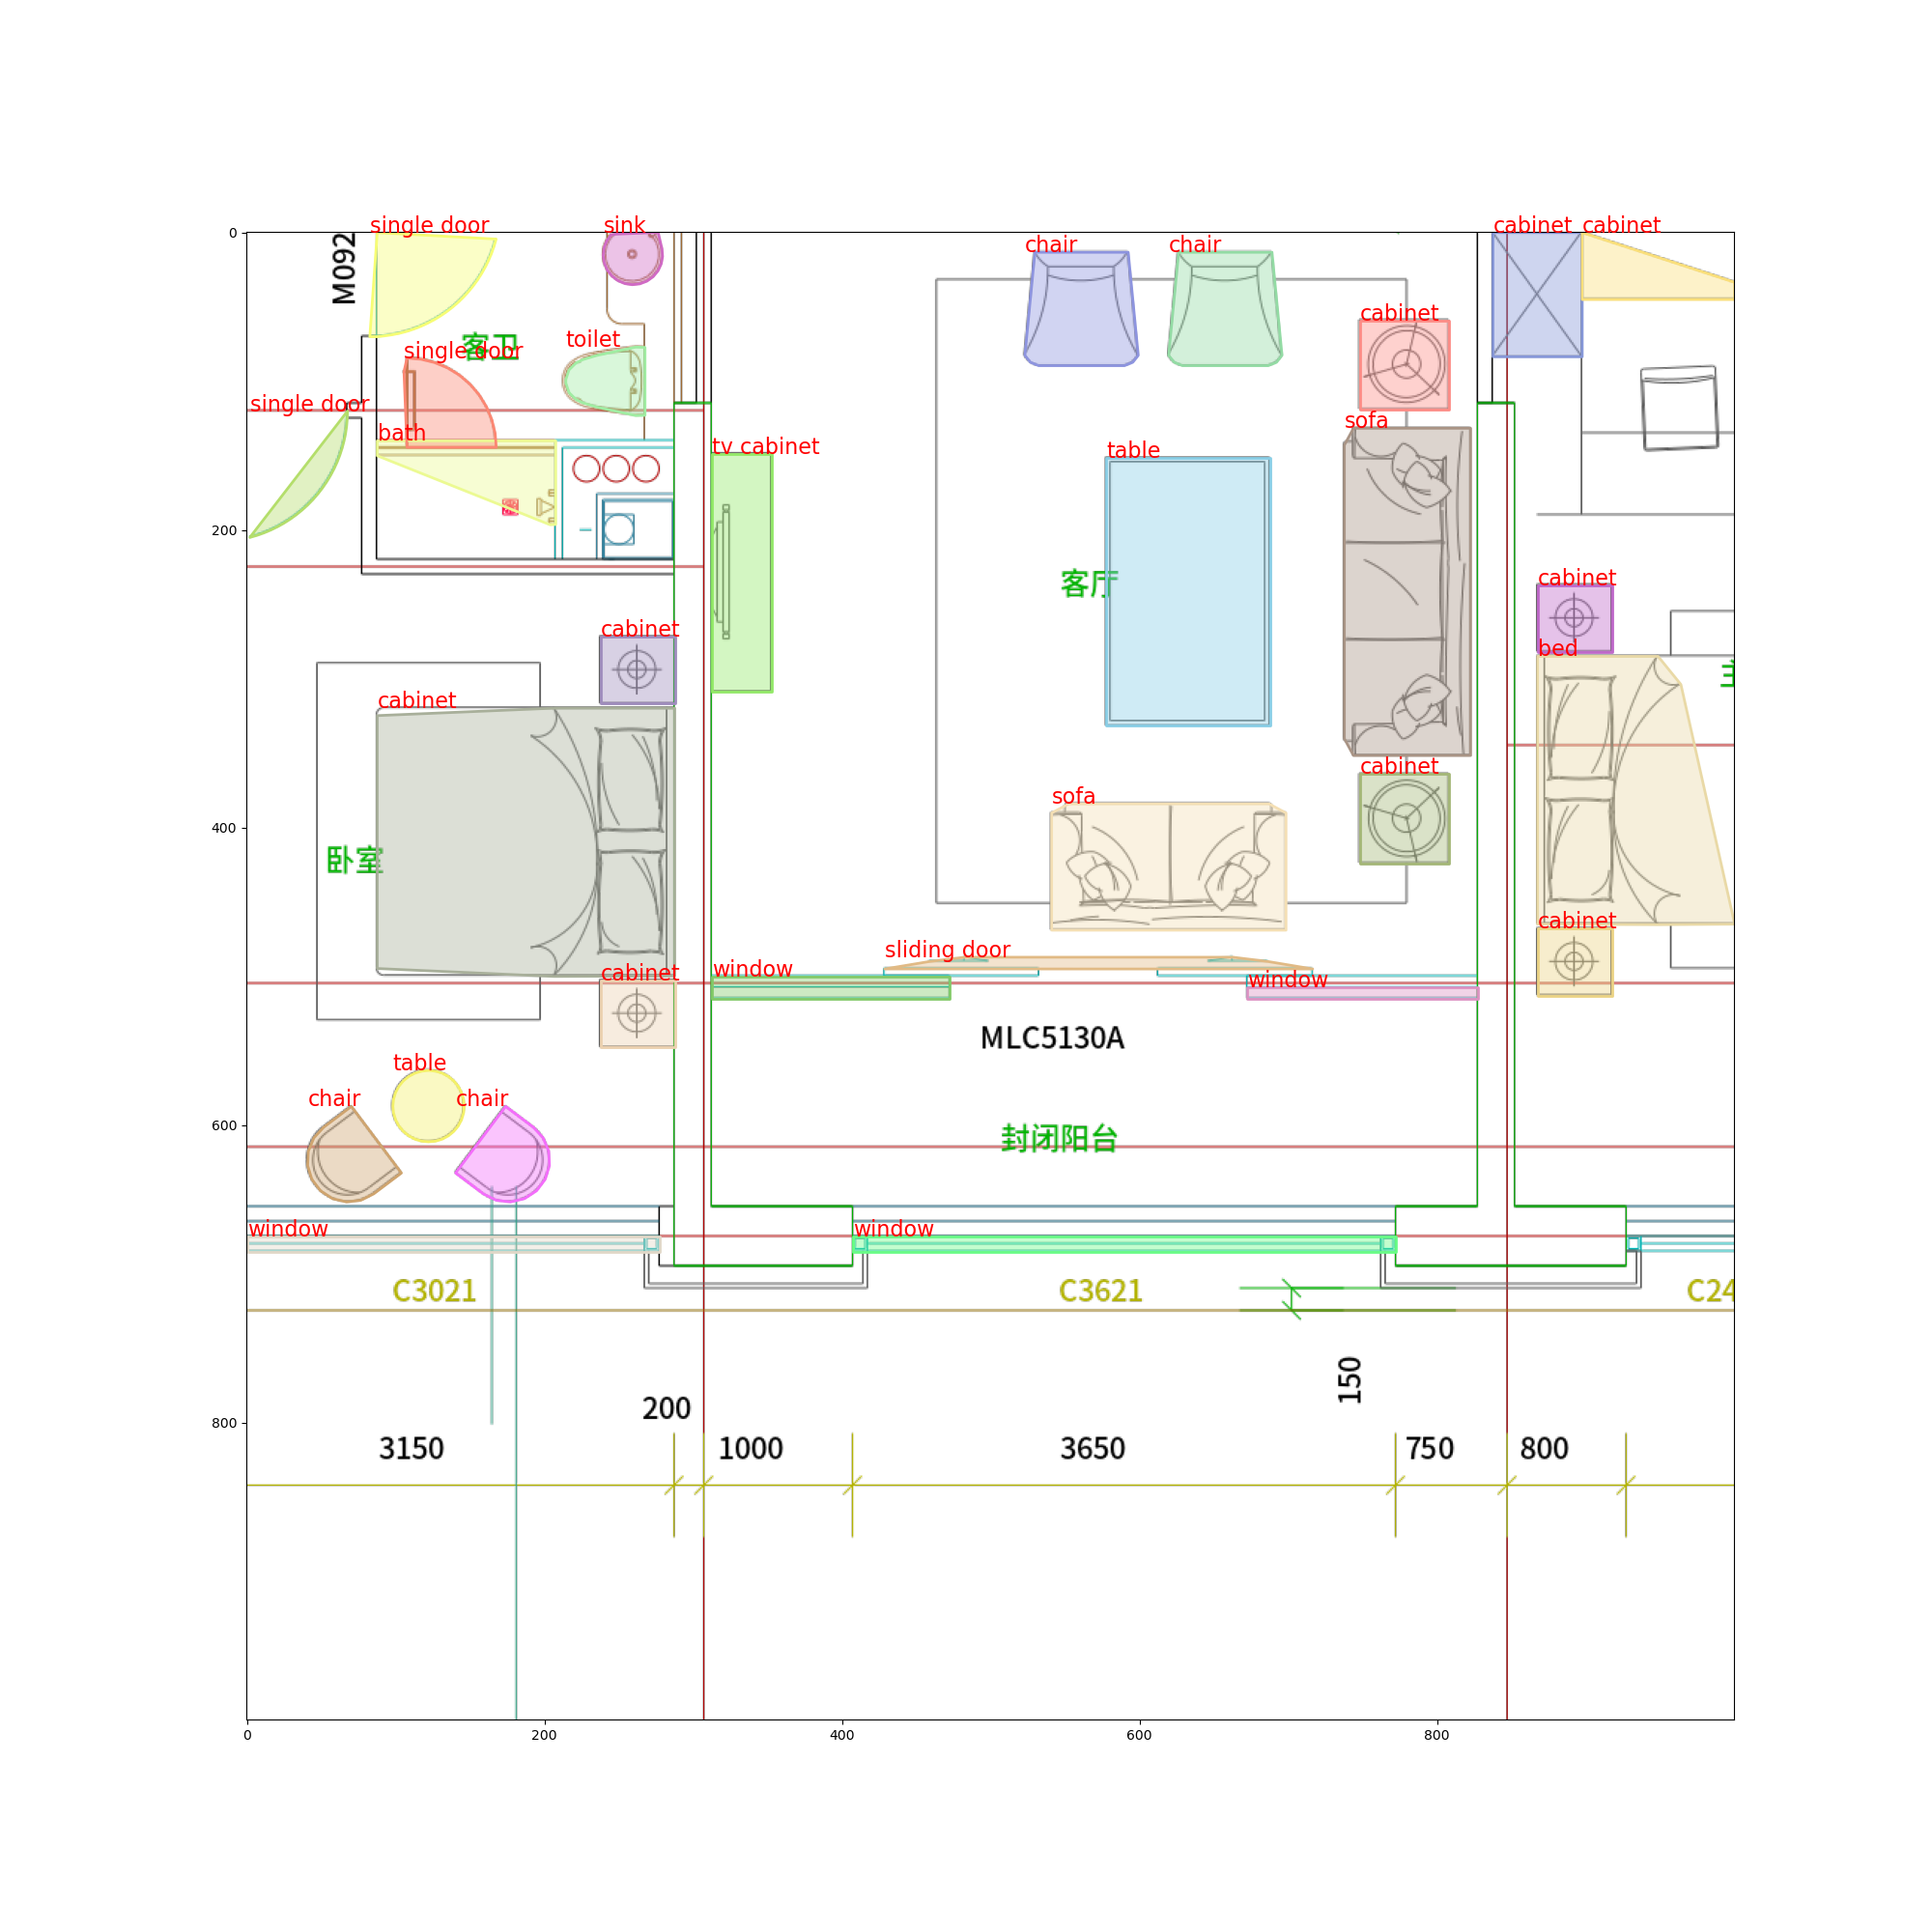 single door
sink
cabinet
cabinet
chair
chair
0
M092
cabinet
客卫
toilet
single door
single door
sofa
bath
tv cabinet
table
200
客厅
cabinet
cabinet
bed
主
cabinet
cabinet
sofa
400
卧室
cabinet
sliding door
window
cabinet
window
MLC5130A
table
chair
chair
600
封闭阳台
window
window
C3021
C3621
C24
150
200
800
3150
1000
3650
750
800
0
200
400
600
800